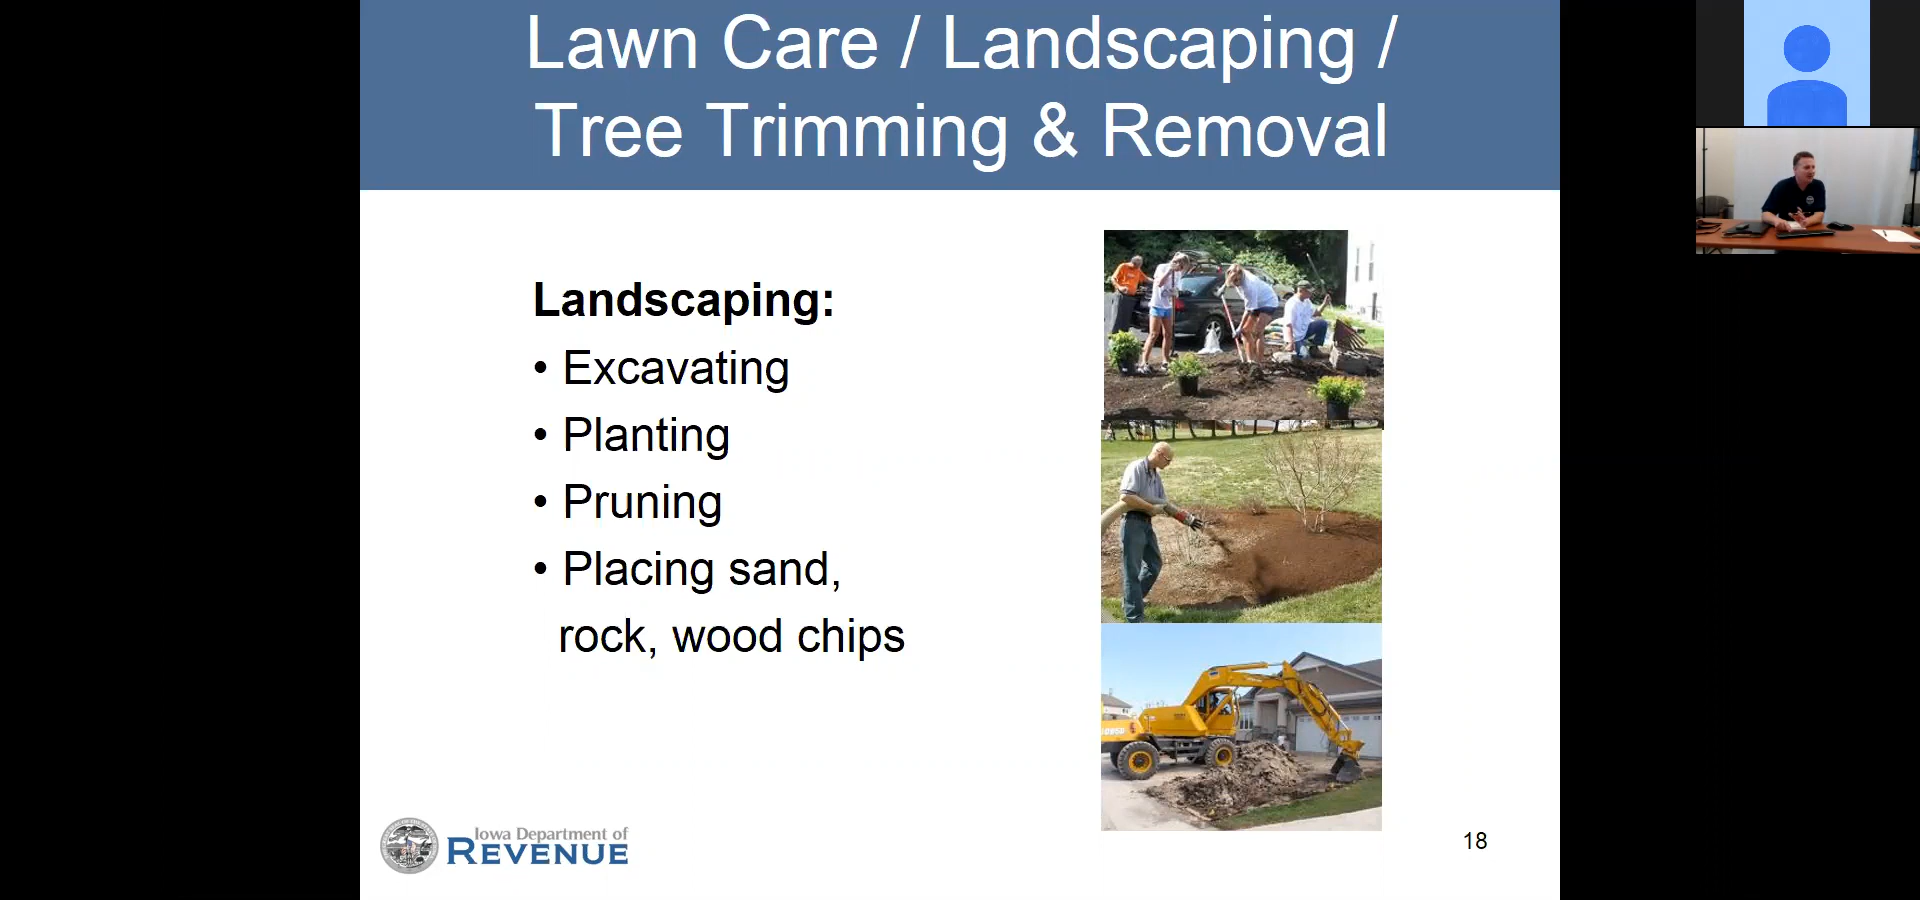 Lawn Care / Landscaping /
Tree Trimming & Removal
Landscaping:
• Excavating
• Planting
• Pruning
• Placing sand,
rock, wood chips
Iowa Department of
REVENUE
18